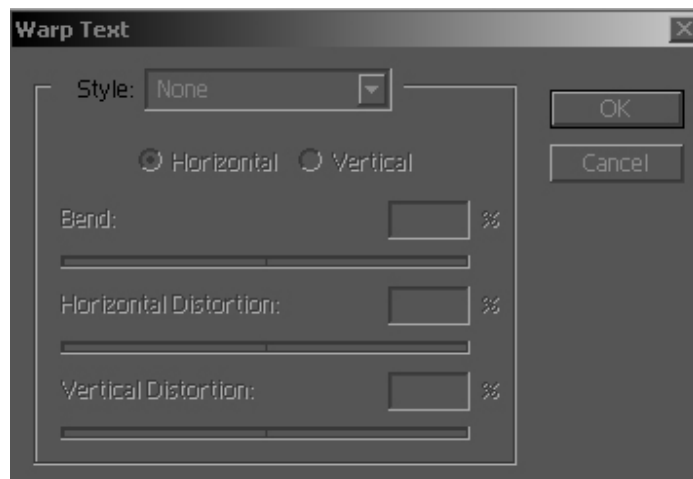 Warp Text
Style: None
Horizontal Vertical
OK
Cancel
Bend: %
Horizontal Distortion: %
Vertical Distortion: %